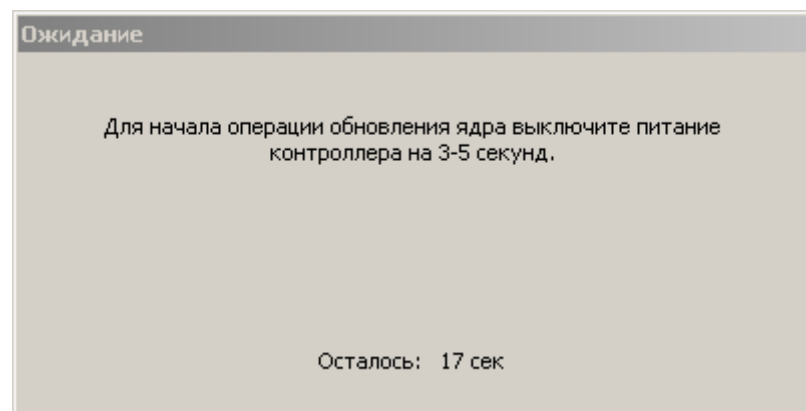 Ожидание
Для начала операции обновления ядра выключите питание
контроллера на 3-5 секунд.
Осталось: 17 сек